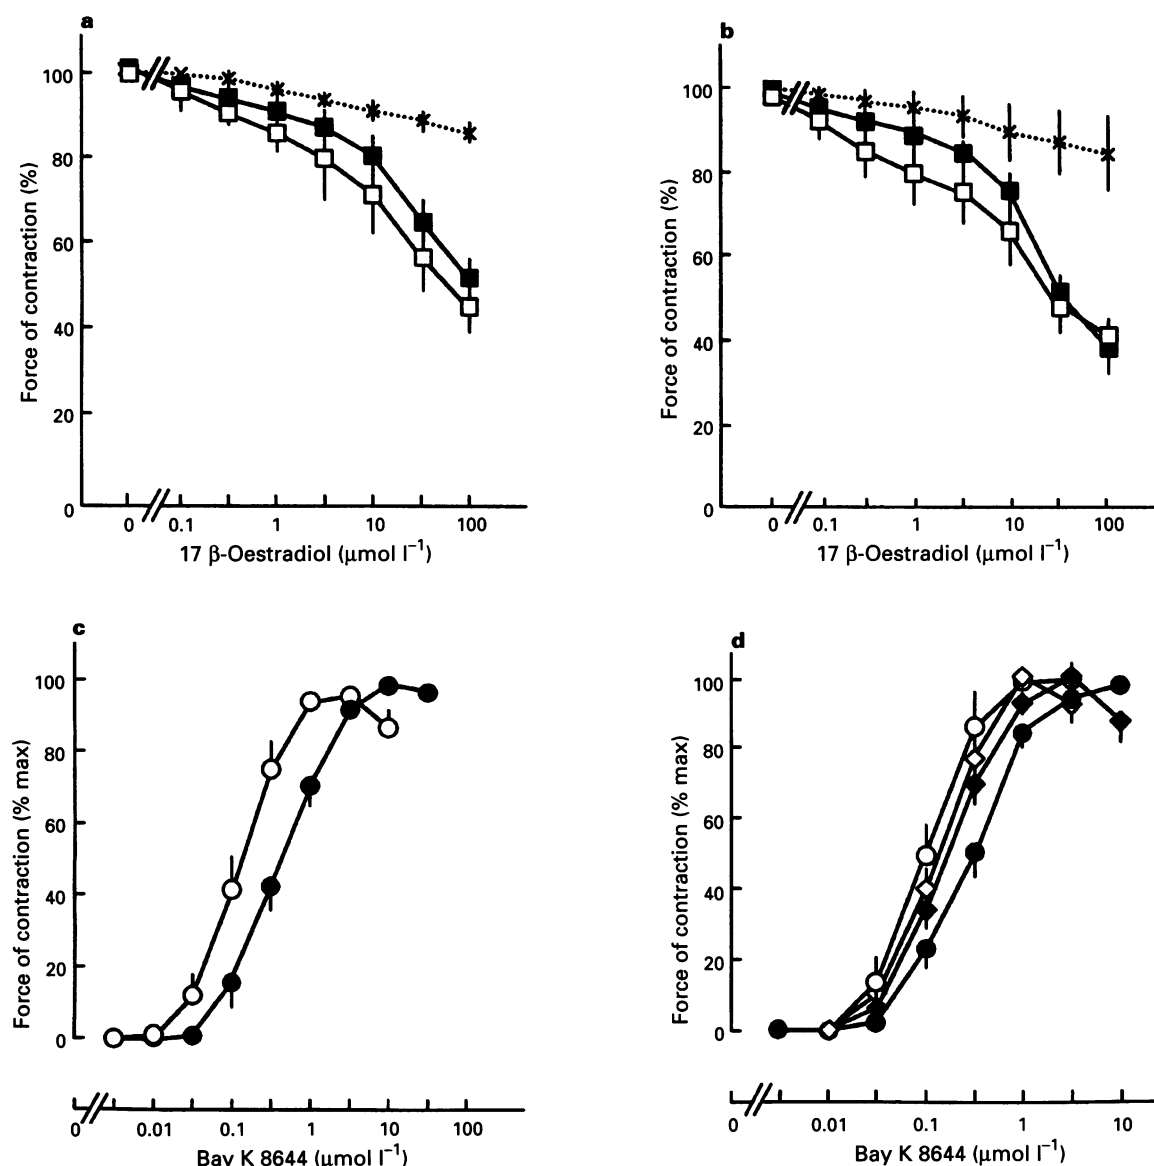 a
Force of contraction (%)
100
80
60
40
20
0
0 0.1 1 10 100
17 β-Oestradiol (μmol l⁻¹)
b
Force of contraction (%)
100
80
60
40
20
0
0 0.1 1 10 100
17 β-Oestradiol (μmol l⁻¹)
c
Force of contraction (% max)
100
80
60
40
20
0
0 0.01 0.1 1 10 100
Bay K 8644 (μmol l⁻¹)
d
Force of contraction (% max)
100
80
60
40
20
0
0 0.01 0.1 1 10
Bay K 8644 (μmol l⁻¹)